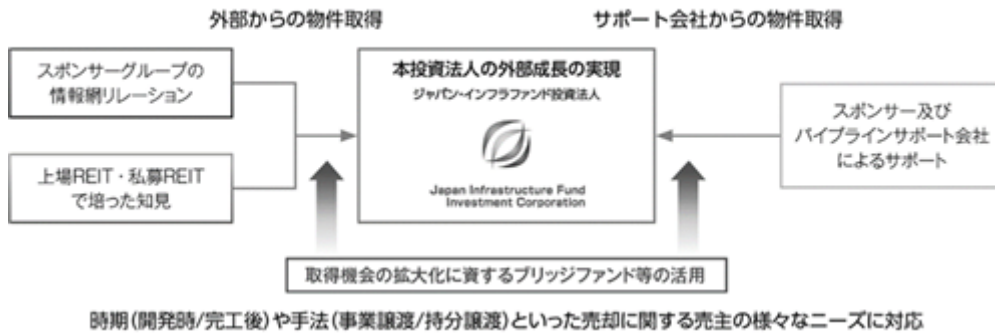 外部からの物件取得
サポート会社からの物件取得
スポンサーグループの
情報網リレーション
上場REIT・私募REIT
で培った知見
本投資法人の外部成長の実現
ジャパン・インフラファンド投資法人
Japan Infrastructure Fund
Investment Corporation
スポンサー及び
パイプラインサポート会社
によるサポート
取得機会の拡大化に資するブリッジファンド等の活用
時期(開発時/完工後)や手法(事業譲渡/持分譲渡)といった売却に関する売主の様々なニーズに対応